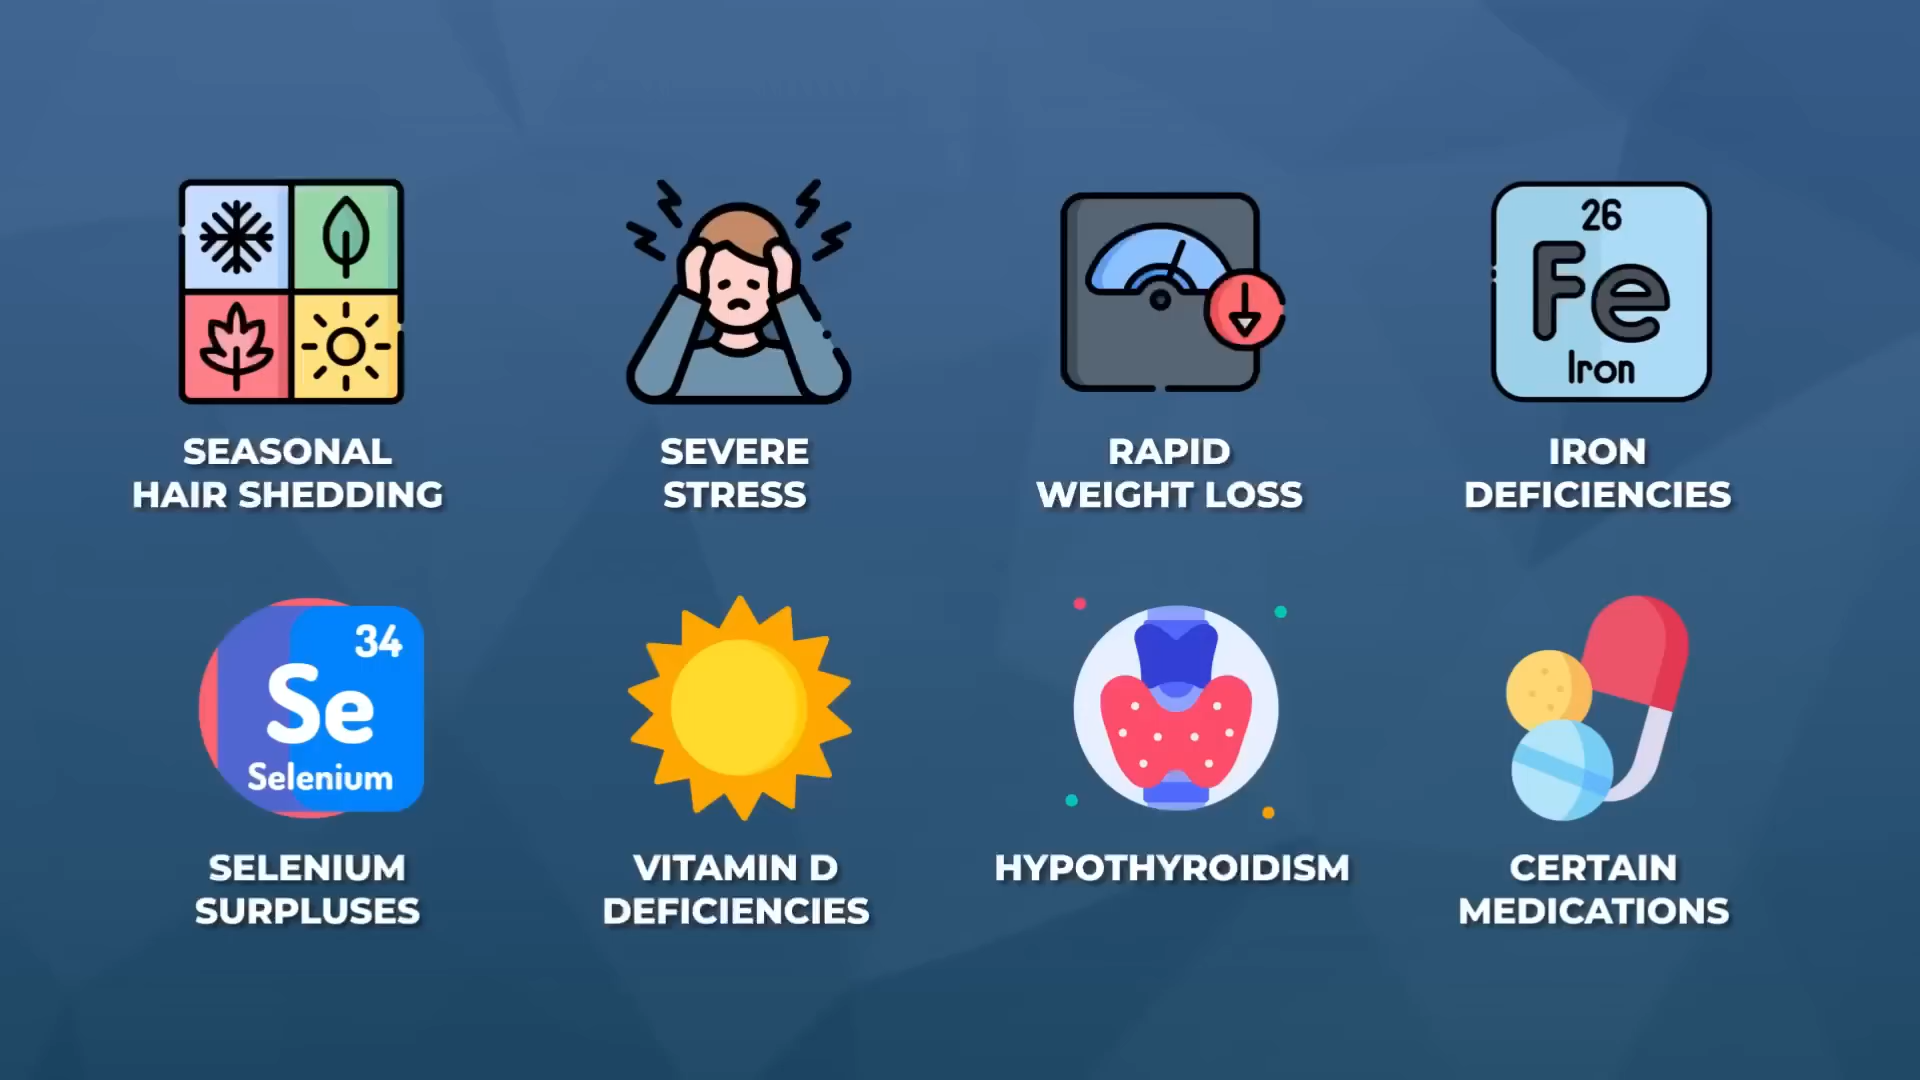 26
Fe
Iron
SEASONAL
HAIR SHEDDING
SEVERE
STRESS
RAPID
WEIGHT LOSS
IRON
DEFICIENCIES
34
Se
Selenium
SELENIUM
SURPLUSES
VITAMIN D
DEFICIENCIES
HYPOTHYROIDISM
CERTAIN
MEDICATIONS